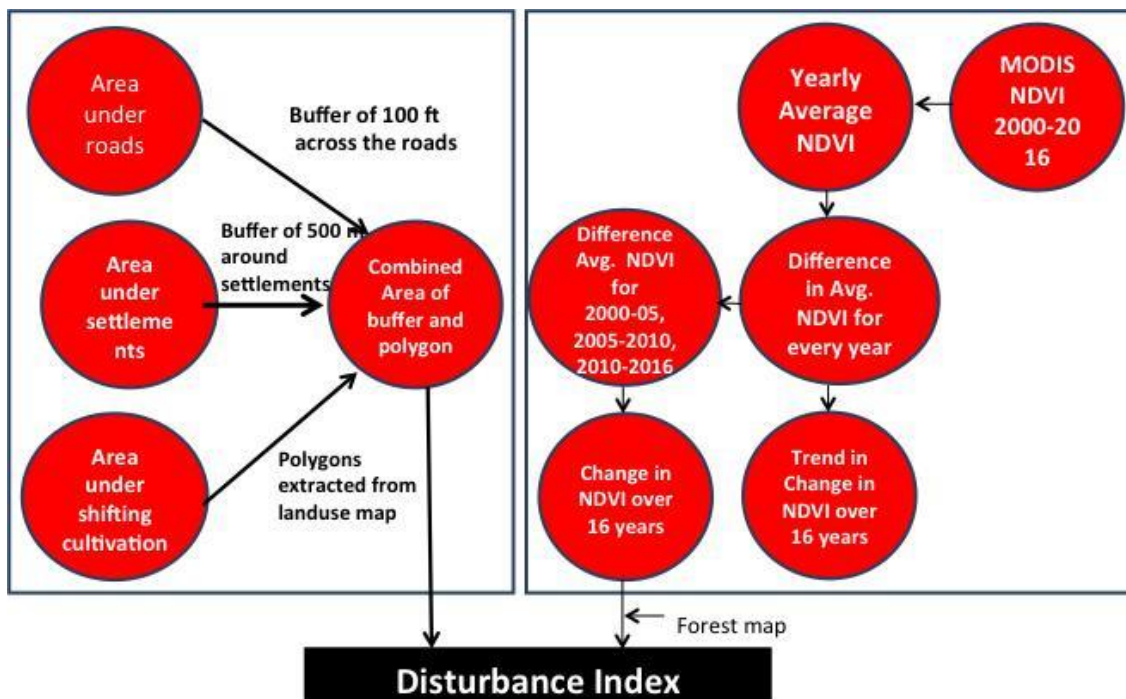 Area
under
roads
Buffer of 100 ft
across the roads
Area
under
settleme
nts
Buffer of 500 m
around
settlements
Combined
Area of
buffer and
polygon
Area
under
shifting
cultivation
Polygons
extracted from
landuse map
MODIS
NDVI
2000-20
16
Yearly
Average
NDVI
Difference
in Avg.
NDVI for
every year
Difference
Avg. NDVI
for
2000-05,
2005-2010,
2010-2016
Change in
NDVI over
16 years
Trend in
Change in
NDVI over
16 years
Forest map
Disturbance Index